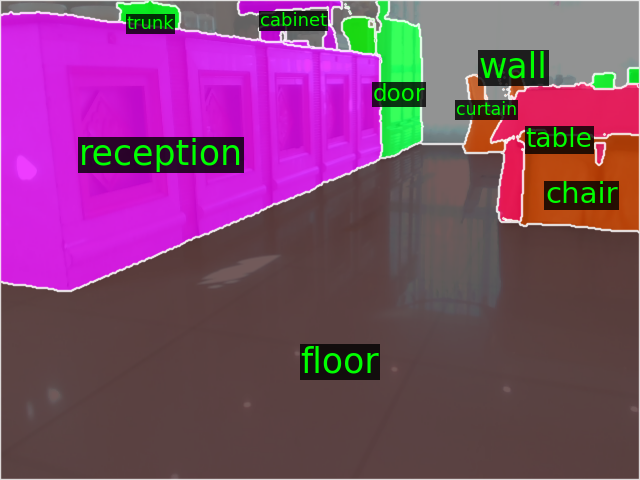 trunk
cabinet
wall
door
curtain
table
reception
chair
floor